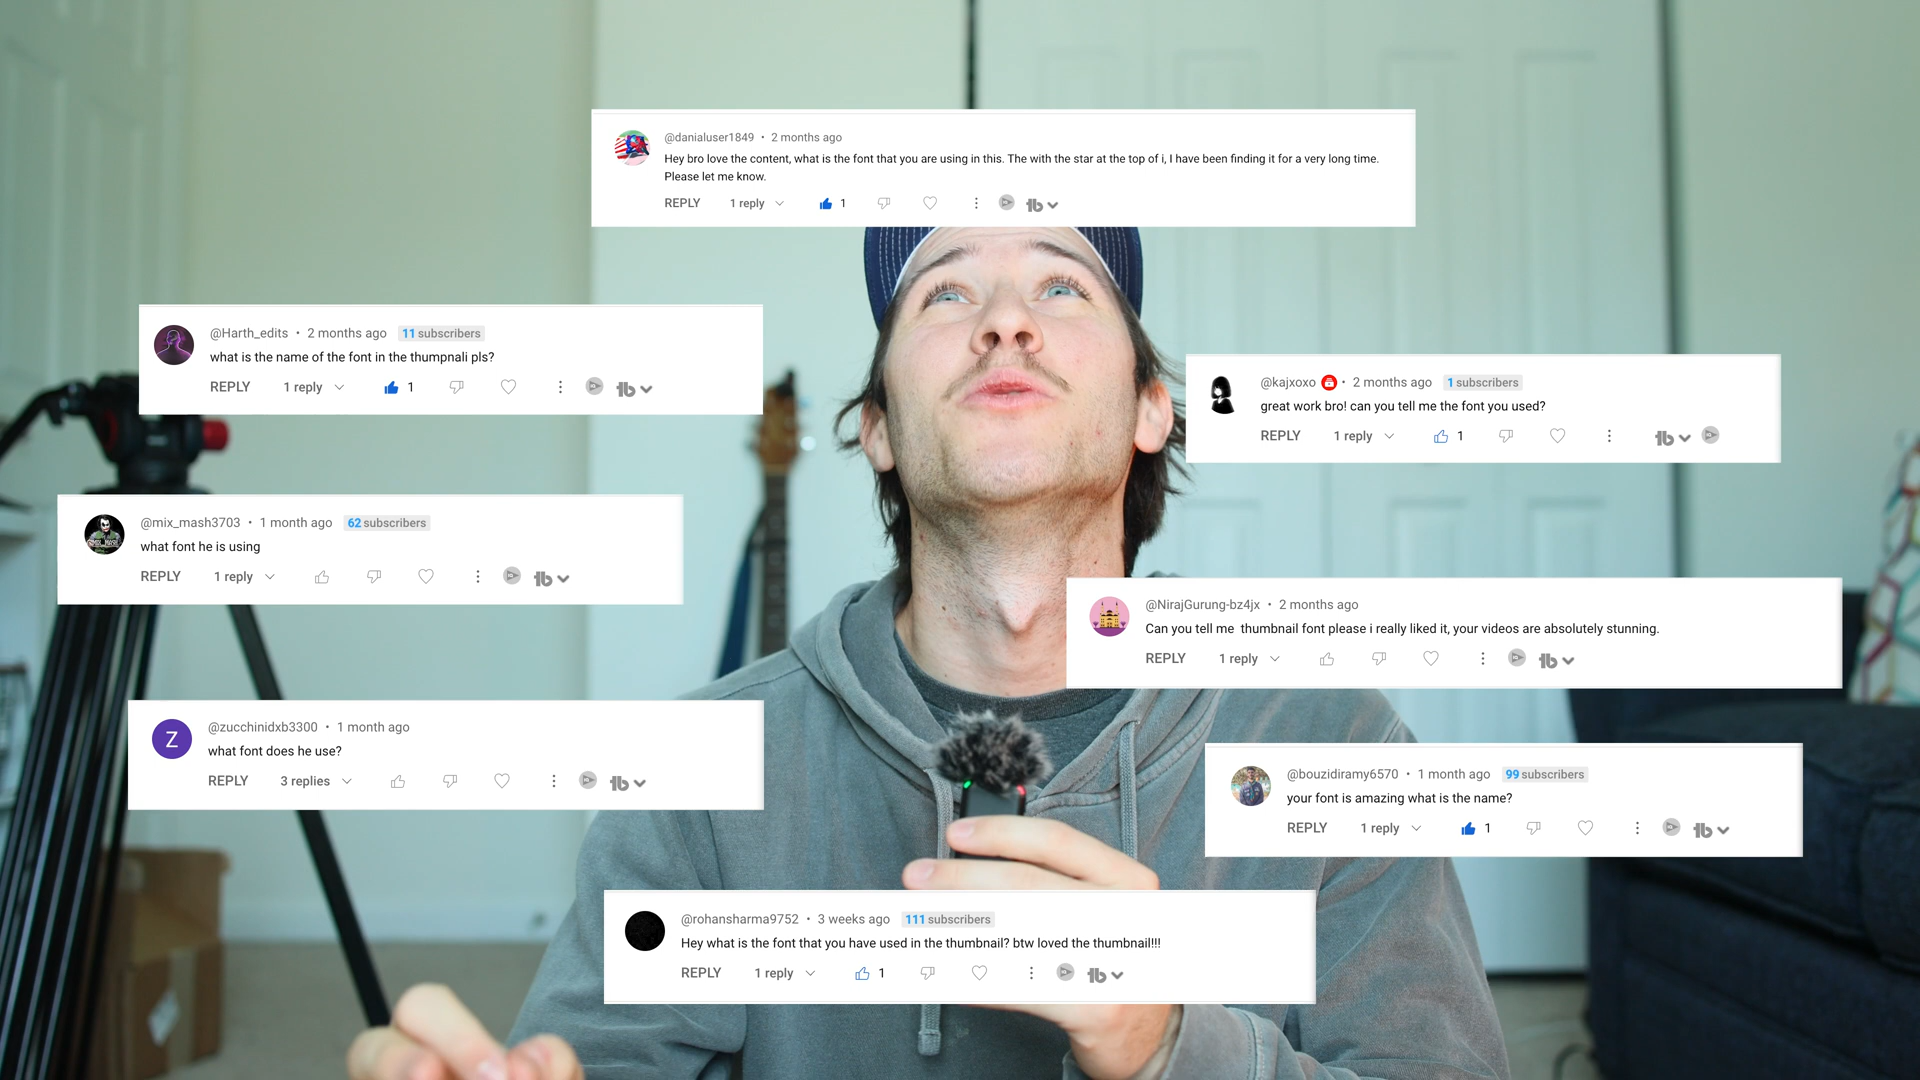 @danialuser1849 • 2 months ago
Hey bro love the content, what is the font that you are using in this. The with the star at the top of i, I have been finding it for a very long time.
Please let me know.
REPLY 1 reply 1
@Harth_edits • 2 months ago 11 subscribers
what is the name of the font in the thumpnali pls?
REPLY 1 reply 1
@kajxoxo • 2 months ago 1 subscribers
great work bro! can you tell me the font you used?
REPLY 1 reply 1
@mix_mash3703 • 1 month ago 62 subscribers
what font he is using
REPLY 1 reply
@NirajGurung-bz4jx • 2 months ago
Can you tell me  thumbnail font please i really liked it, your videos are absolutely stunning.
REPLY 1 reply
Z
@zucchinidxb3300 • 1 month ago
what font does he use?
REPLY 3 replies
@bouzidiramy6570 • 1 month ago 99 subscribers
your font is amazing what is the name?
REPLY 1 reply 1
@rohansharma9752 • 3 weeks ago 111 subscribers
Hey what is the font that you have used in the thumbnail? btw loved the thumbnail!!!
REPLY 1 reply 1